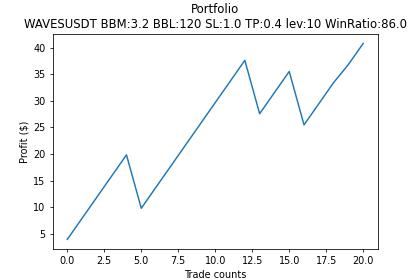 Portfolio
WAVESUSDT BBM:3.2 BBL:120 SL:1.0 TP:0.4 lev:10 WinRatio:86.0
Profit ($)
40
35
30
25
20
15
10
5
0.0 2.5 5.0 7.5 10.0 12.5 15.0 17.5 20.0
Trade counts